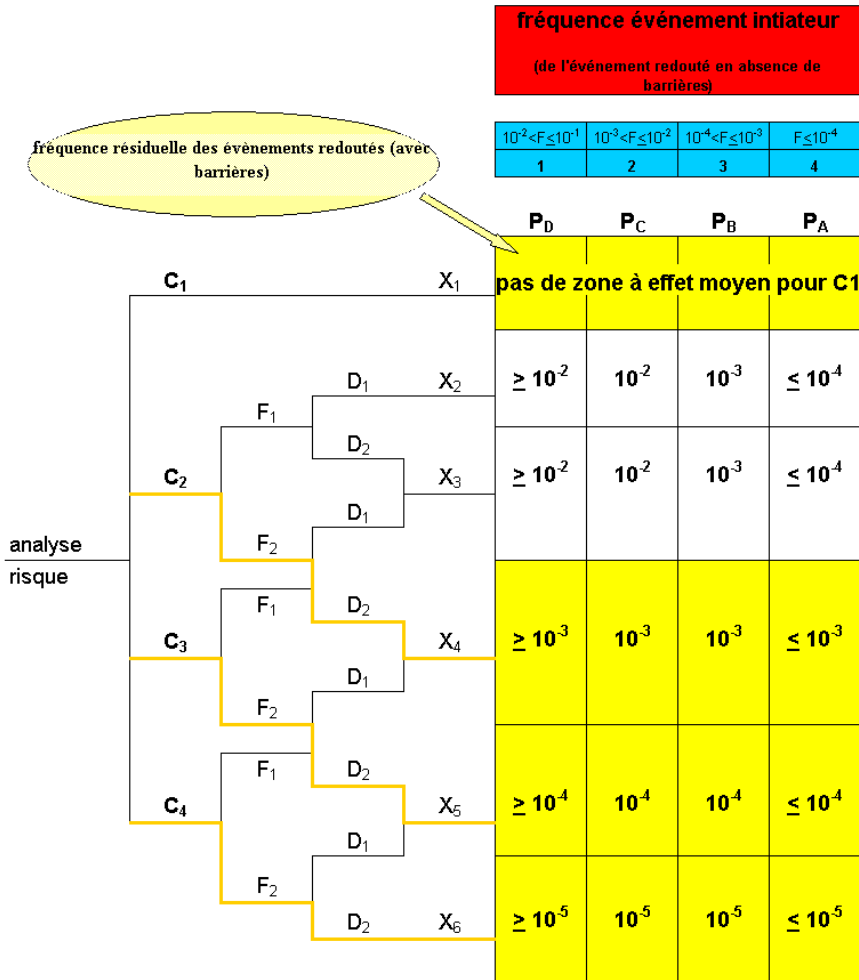 fréquence événement intiateur
(de l'événement redouté en absence de
barrières)
fréquence résiduelle des évènements redoutés (avec
barrières)
10⁻²<F≤10⁻¹ 10⁻³<F≤10⁻² 10⁻⁴<F≤10⁻³ F≤10⁻⁴
1 2 3 4
P_D P_C P_B P_A
C₁ X₁ pas de zone à effet moyen pour C1
D₁ X₂ ≥ 10⁻² 10⁻² 10⁻³ ≤ 10⁻⁴
F₁
D₂
C₂ X₃ ≥ 10⁻² 10⁻² 10⁻³ ≤ 10⁻⁴
D₁
F₂
analyse
risque
F₁ D₂
C₃ X₄ ≥ 10⁻³ 10⁻³ 10⁻³ ≤ 10⁻³
D₁
F₂
F₁ D₂
C₄ X₅ ≥ 10⁻⁴ 10⁻⁴ 10⁻⁴ ≤ 10⁻⁴
D₁
F₂
D₂ X₆ ≥ 10⁻⁵ 10⁻⁵ 10⁻⁵ ≤ 10⁻⁵